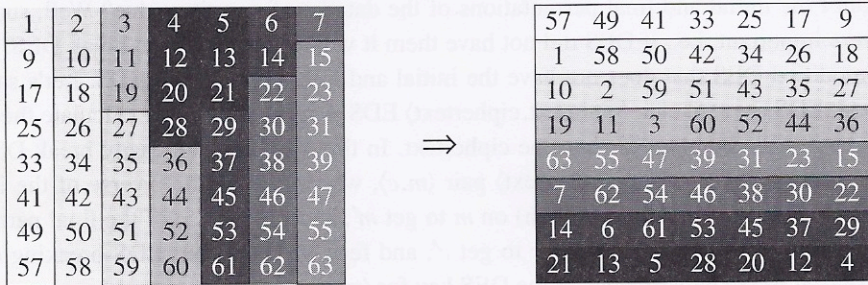 1 2 3 4 5 6 7
9 10 11 12 13 14 15
17 18 19 20 21 22 23
25 26 27 28 29 30 31
33 34 35 36 37 38 39
41 42 43 44 45 46 47
49 50 51 52 53 54 55
57 58 59 60 61 62 63
⇒
57 49 41 33 25 17 9
1 58 50 42 34 26 18
10 2 59 51 43 35 27
19 11 3 60 52 44 36
63 55 47 39 31 23 15
7 62 54 46 38 30 22
14 6 61 53 45 37 29
21 13 5 28 20 12 4